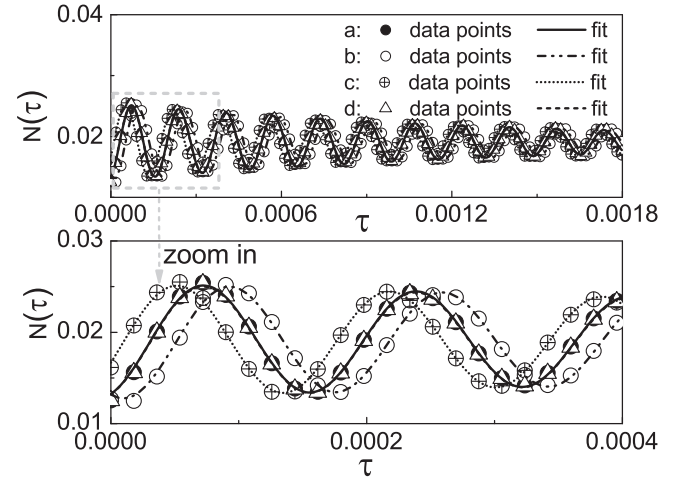 0.04
a: data points fit
b: data points fit
c: data points fit
d: data points fit
N(τ)
0.02
0.0000 0.0006 0.0012 0.0018
τ
zoom in
0.03
N(τ)
0.02
0.01
0.0000 0.0002 0.0004
τ